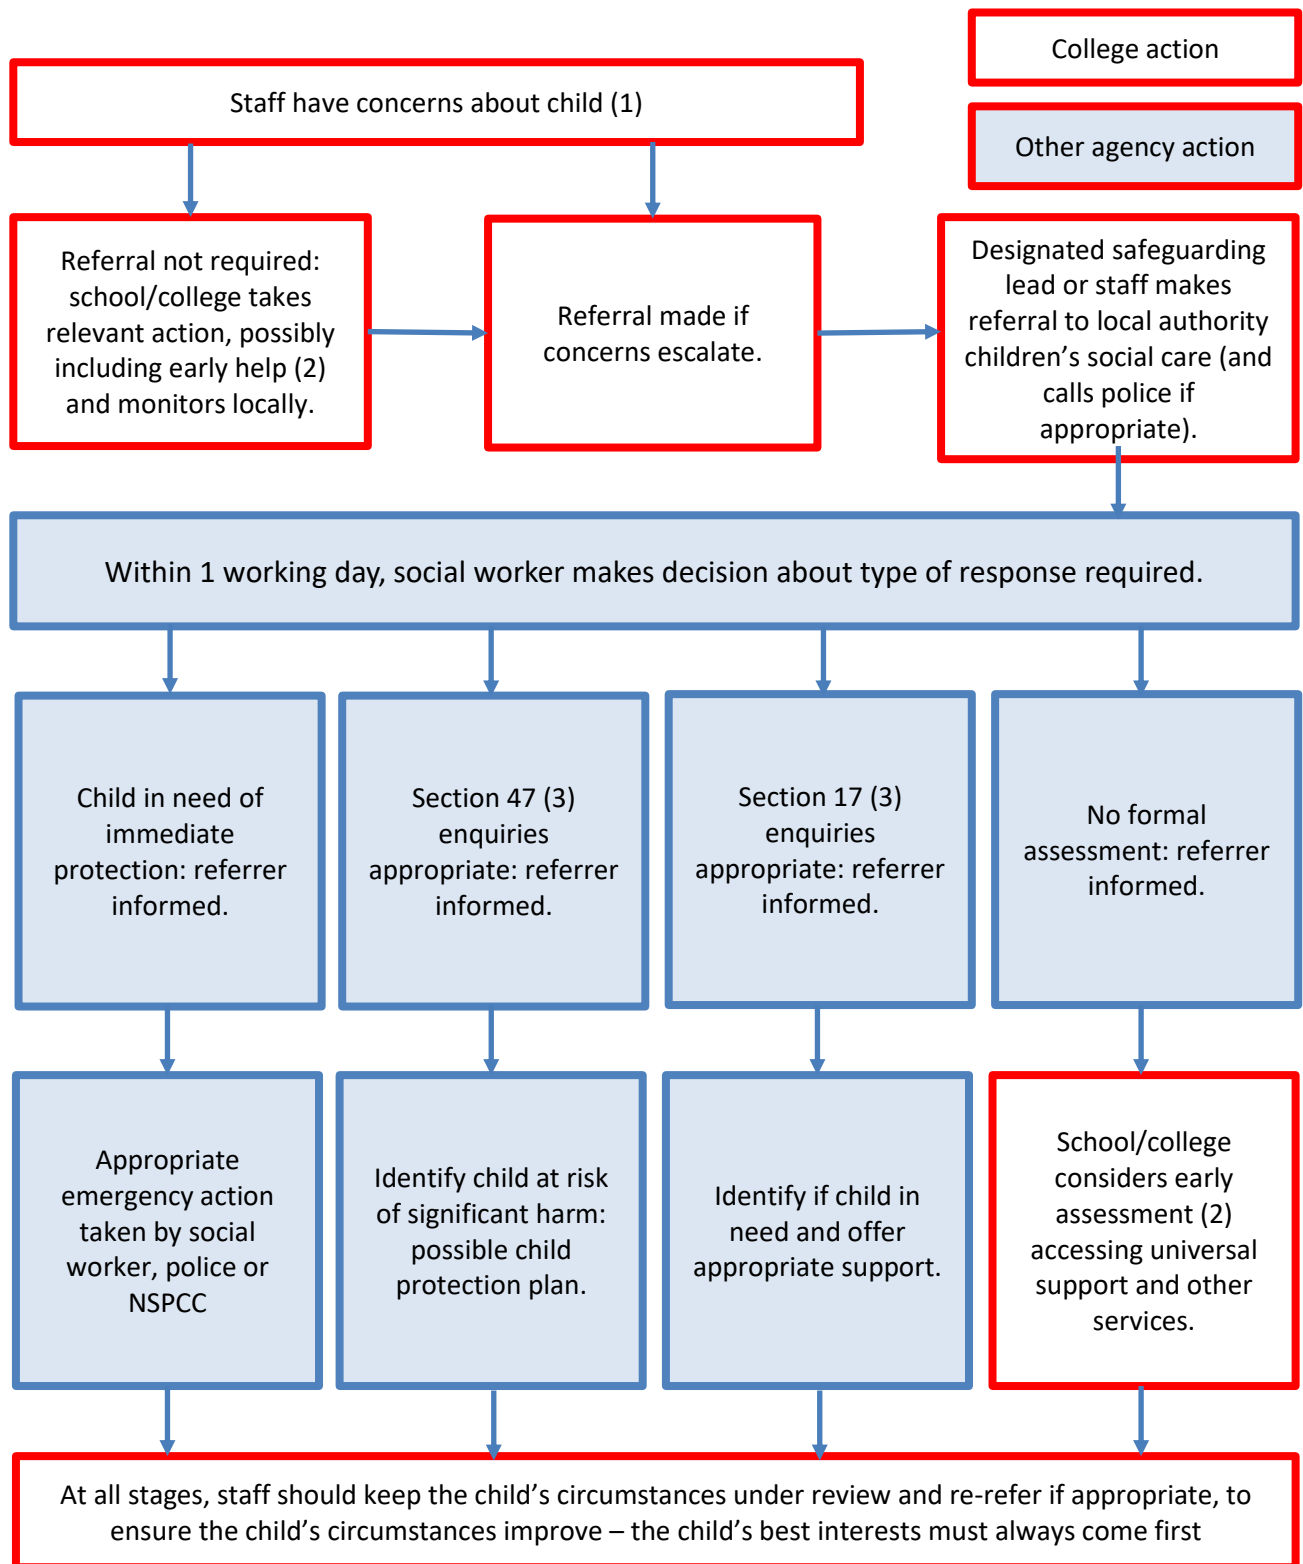 College action
Staff have concerns about child (1)
Other agency action
Referral not required:
school/college takes
relevant action, possibly
including early help (2)
and monitors locally.
Referral made if
concerns escalate.
Designated safeguarding
lead or staff makes
referral to local authority
children’s social care (and
calls police if
appropriate).
Within 1 working day, social worker makes decision about type of response required.
Child in need of
immediate
protection: referrer
informed.
Section 47 (3)
enquiries
appropriate: referrer
informed.
Section 17 (3)
enquiries
appropriate: referrer
informed.
No formal
assessment: referrer
informed.
Appropriate
emergency action
taken by social
worker, police or
NSPCC
Identify child at risk
of significant harm:
possible child
protection plan.
Identify if child in
need and offer
appropriate support.
School/college
considers early
assessment (2)
accessing universal
support and other
services.
At all stages, staff should keep the child’s circumstances under review and re-refer if appropriate, to
ensure the child’s circumstances improve – the child’s best interests must always come first